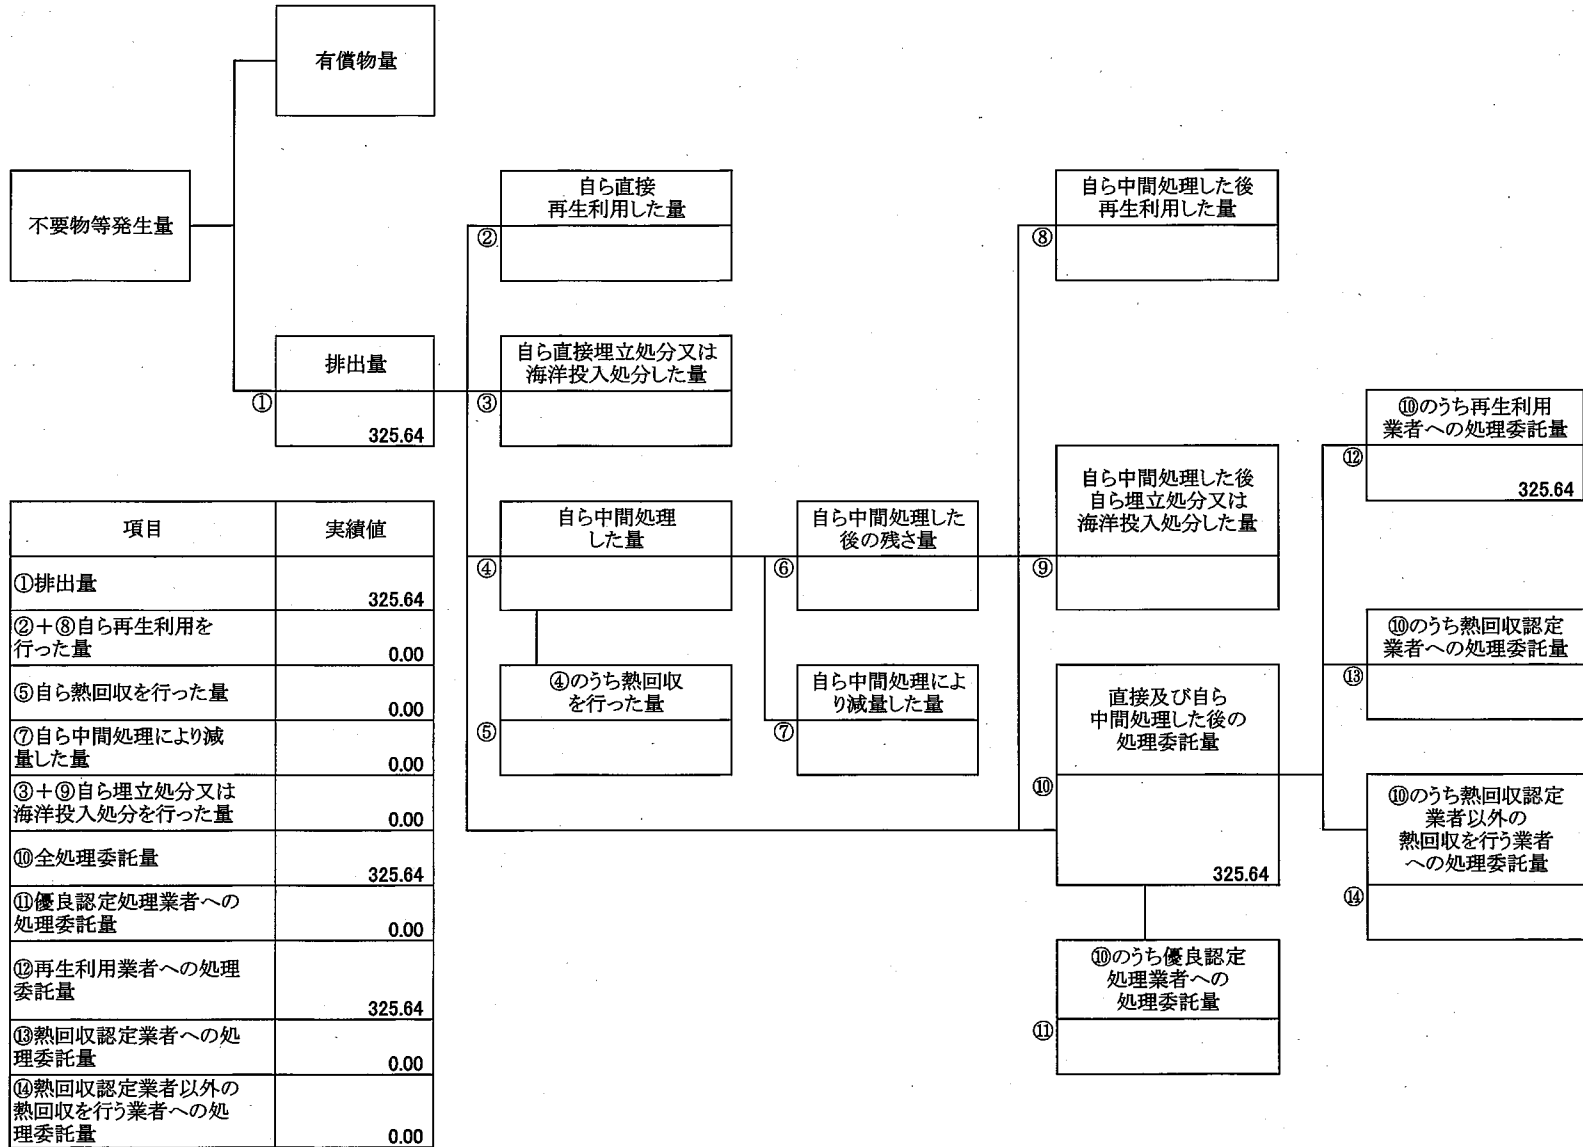 有償物量
不要物等発生量
自ら直接
再生利用した量
②
自ら中間処理した後
再生利用した量
⑧
排出量
①
325.64
自ら直接埋立処分又は
海洋投入処分した量
③
⑩のうち再生利用
業者への処理委託量
⑫
325.64
自ら中間処理
した量
④
自ら中間処理した
後の残さ量
⑥
自ら中間処理した後
自ら埋立処分又は
海洋投入処分した量
⑨
⑩のうち熱回収認定
業者への処理委託量
⑬
④のうち熱回収
を行った量
⑤
自ら中間処理によ
り減量した量
⑦
直接及び自ら
中間処理した後の
処理委託量
⑩
325.64
⑩のうち熱回収認定
業者以外の
熱回収を行う業者
への処理委託量
⑭
⑩のうち優良認定
処理業者への
処理委託量
⑪
項目 実績値
①排出量
325.64
②+⑧自ら再生利用を
行った量
0.00
⑤自ら熱回収を行った量
0.00
⑦自ら中間処理により減
量した量
0.00
③+⑨自ら埋立処分又は
海洋投入処分を行った量
0.00
⑩全処理委託量
325.64
⑪優良認定処理業者への
処理委託量
0.00
⑫再生利用業者への処理
委託量
325.64
⑬熱回収認定業者への処
理委託量
0.00
⑭熱回収認定業者以外の
熱回収を行う業者への処
理委託量
0.00